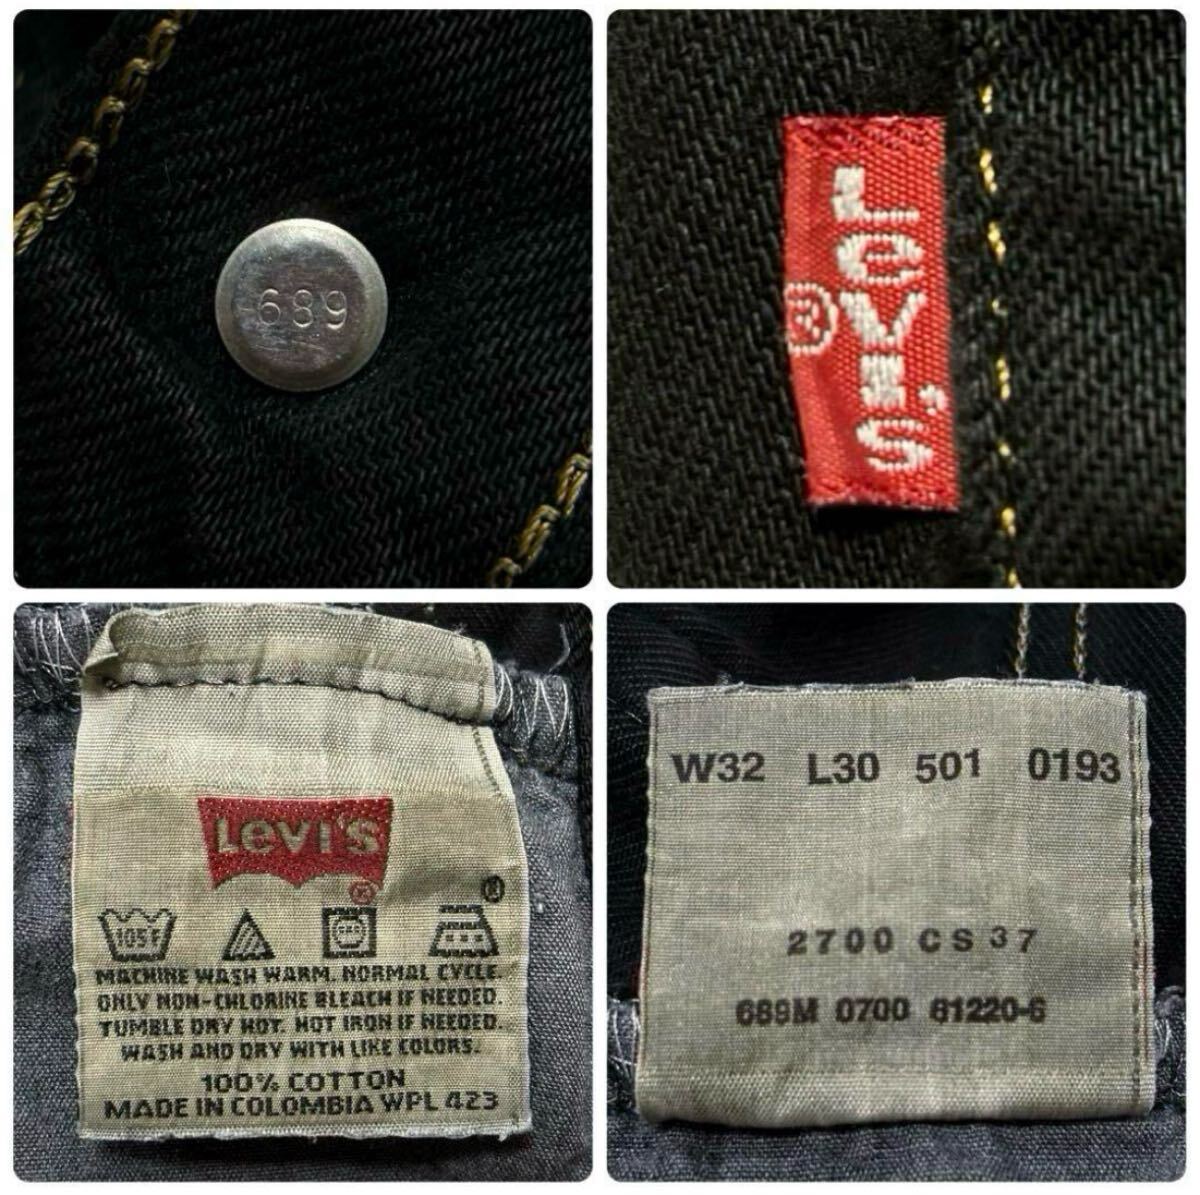 689
Levi's
®
Levi's
®
®
105F
MACHINE WASH WARM. NORMAL CYCLE.
ONLY NON-CHLORINE BLEACH IF NEEDED.
TUMBLE DRY HOT. HOT IRON IF NEEDED.
WASH AND DRY WITH LIKE COLORS.
100% COTTON
MADE IN COLOMBIA WPL 423
W32 L30 501 0193
2700 CS 37
689M 0700 81220-6